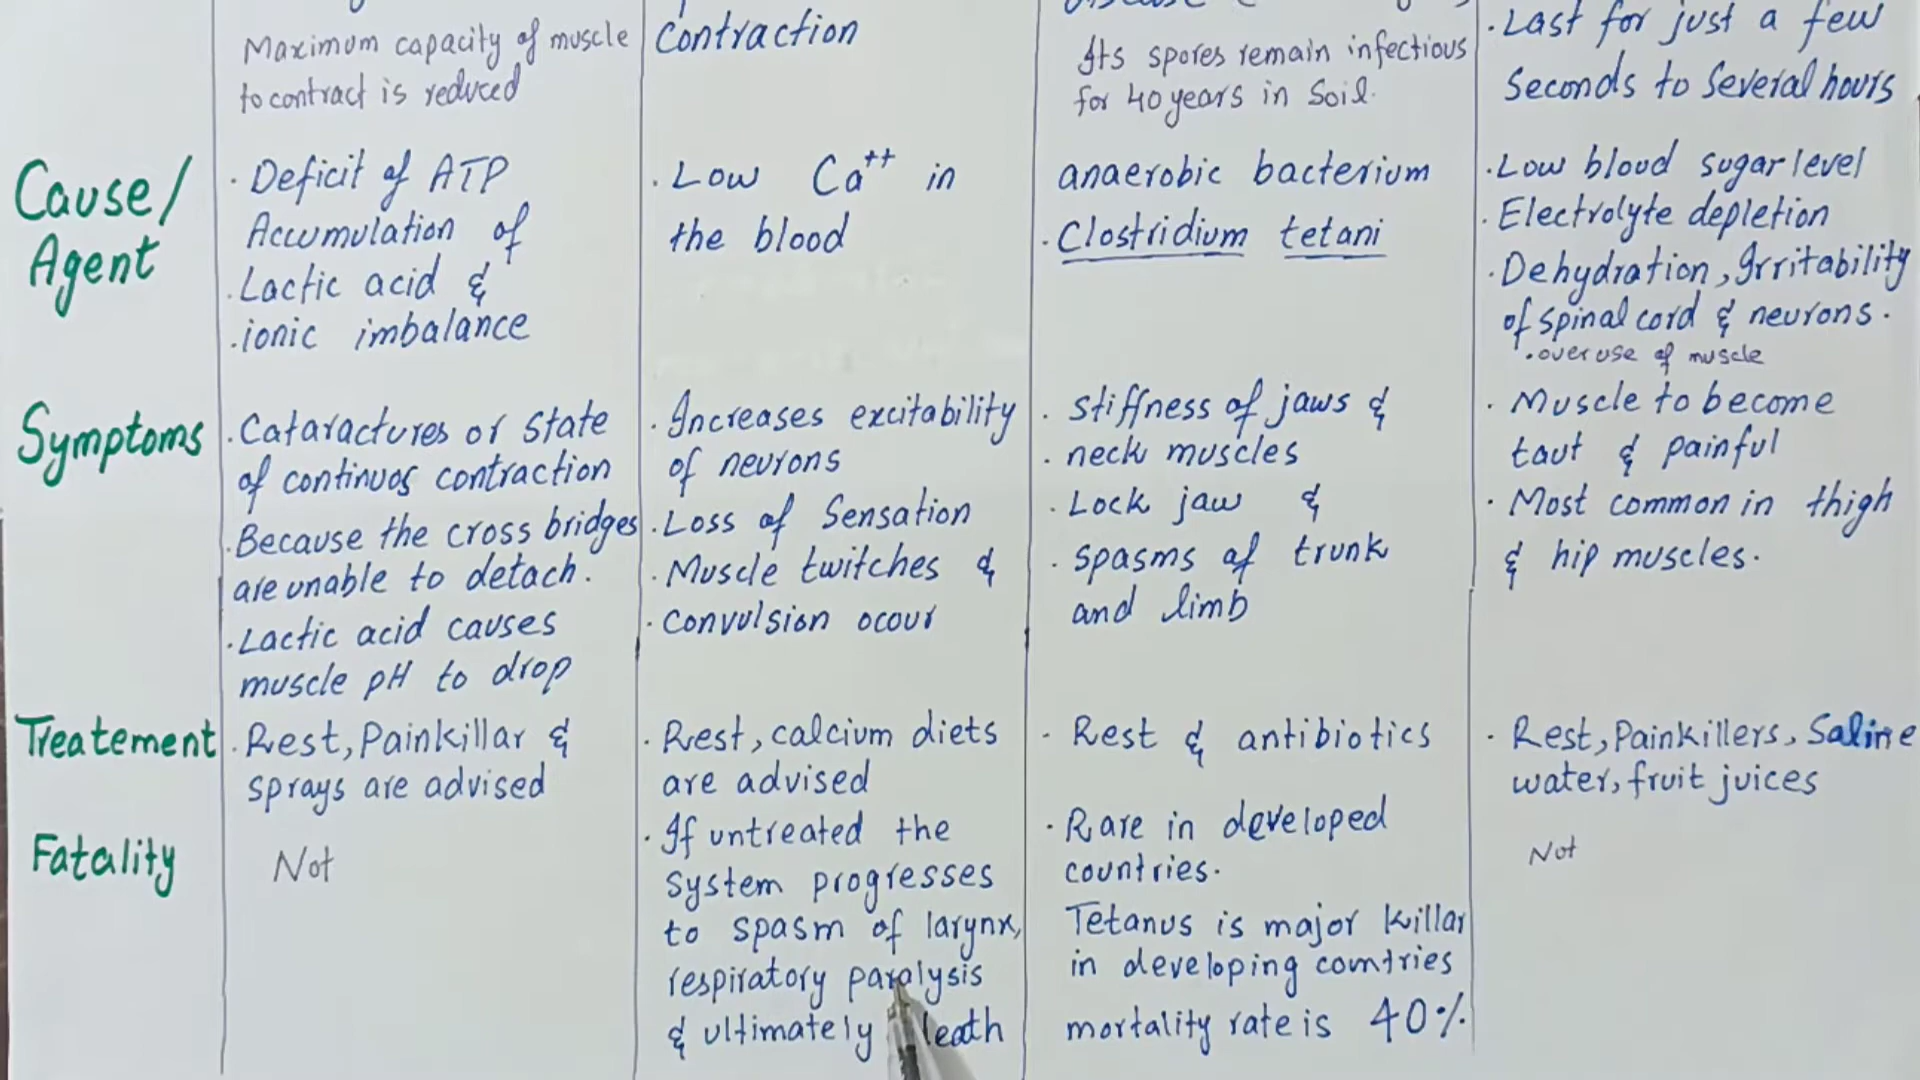 Maximum capacity of muscle
to contract is reduced
Contraction
Its spores remain infectious
for 40 years in Soil.
. Last for just a few
Seconds to Several hours
Cause/
Agent
. Deficit of ATP
Accumulation of
. Lactic acid &
. ionic imbalance
. Low Ca++ in
the blood
anaerobic bacterium
. Clostridium tetani
. Low blood sugar level
. Electrolyte depletion
. Dehydration, Irritability
of spinal cord & neurons.
. over use of muscle
Symptoms
. Cataractures or State
of continuos contraction
. Because the cross bridges
are unable to detach.
. Lactic acid causes
muscle pH to drop
. Increases excitability
of neurons
. Loss of Sensation
. Muscle twitches &
. Convulsion ocour
. Stiffness of jaws &
. neck muscles
. Lock jaw &
. Spasms of trunk
and limb
. Muscle to become
taut & painful
. Most common in thigh
& hip muscles.
Treatement
. Rest, Painkillar &
sprays are advised
. Rest, calcium diets
are advised
. Rest & antibiotics
. Rest, Painkillers, Saline
water, fruit juices
Fatality
Not
. If untreated the
System progresses
to spasm of larynx,
respiratory paralysis
& ultimately death
. Rare in developed
countries.
Tetanus is major killar
in developing countries
mortality rate is 40%.
Not